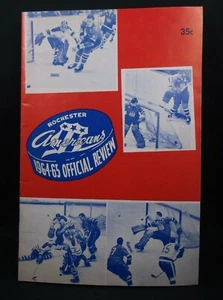 35¢
ROCHESTER
Americans
1964-65 OFFICIAL REVIEW